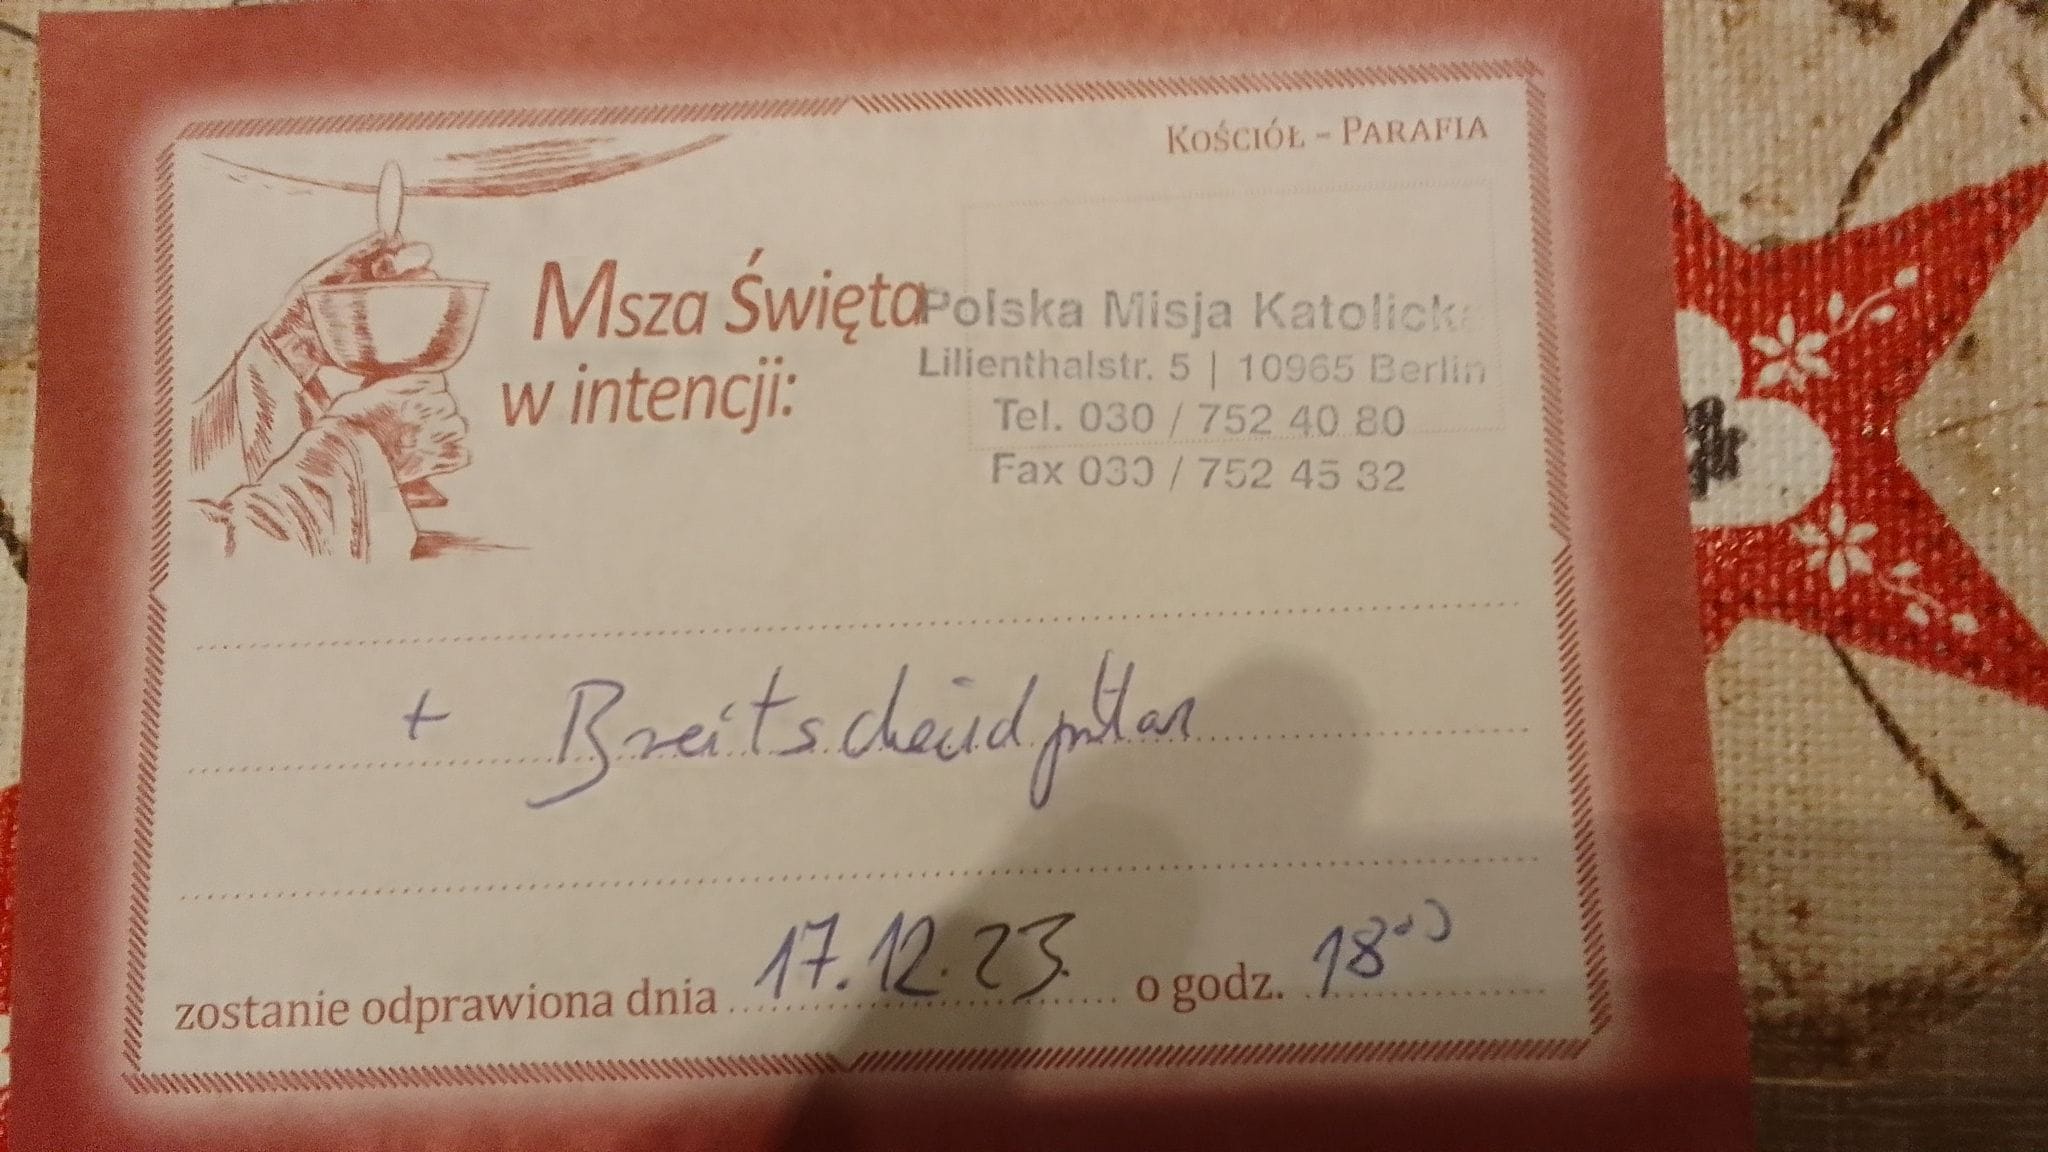 KOŚCIÓŁ – PARAFIA
Msza Święta
w intencji:
Polska Misja Katolicka
Lilienthalstr. 5 | 10965 Berlin
Tel. 030 / 752 40 80
Fax 030 / 752 45 32
+ Breitscheidplatz
zostanie odprawiona dnia 17.12.23. o godz. 18⁰⁰